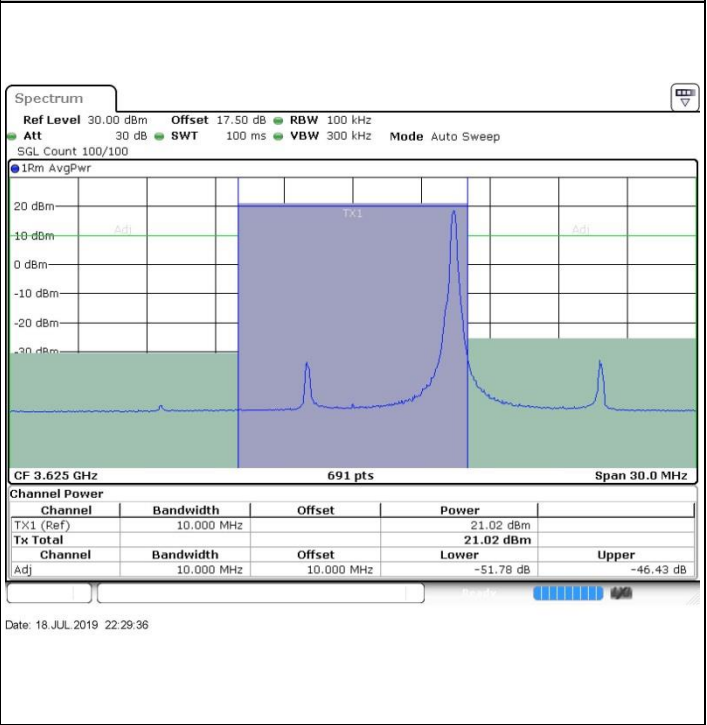 Spectrum
Ref Level 30.00 dBm Offset 17.50 dB RBW 100 kHz
Att 30 dB SWT 100 ms VBW 300 kHz Mode Auto Sweep
SGL Count 100/100
1Rm AvgPwr
TX1
20 dBm
Adj Adj
10 dBm
0 dBm
-10 dBm
-20 dBm
-30 dBm
CF 3.625 GHz 691 pts Span 30.0 MHz
Channel Power
Channel Bandwidth Offset Power
TX1 (Ref) 10.000 MHz 21.02 dBm
Tx Total 21.02 dBm
Channel Bandwidth Offset Lower Upper
Adj 10.000 MHz 10.000 MHz -51.78 dB -46.43 dB
Ready
Date: 18.JUL.2019 22:29:36